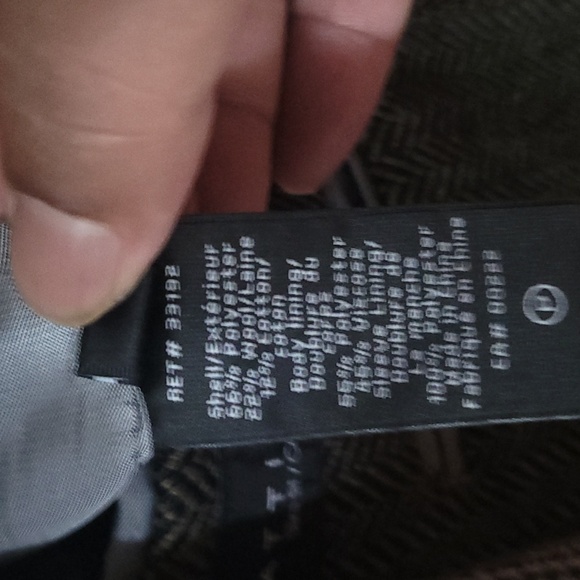 RET# 33192
Shell/Extérieur
66% Polyester
22% Wool/Laine
12% Cotton/
Coton
Body Lining/
Doublure du
Corps
55% Polyester
45% Viscose
Sleeve Lining/
Doublure de
La manche
100% Polyester
Made in China
Fabriqué en Chine
CA# 00238